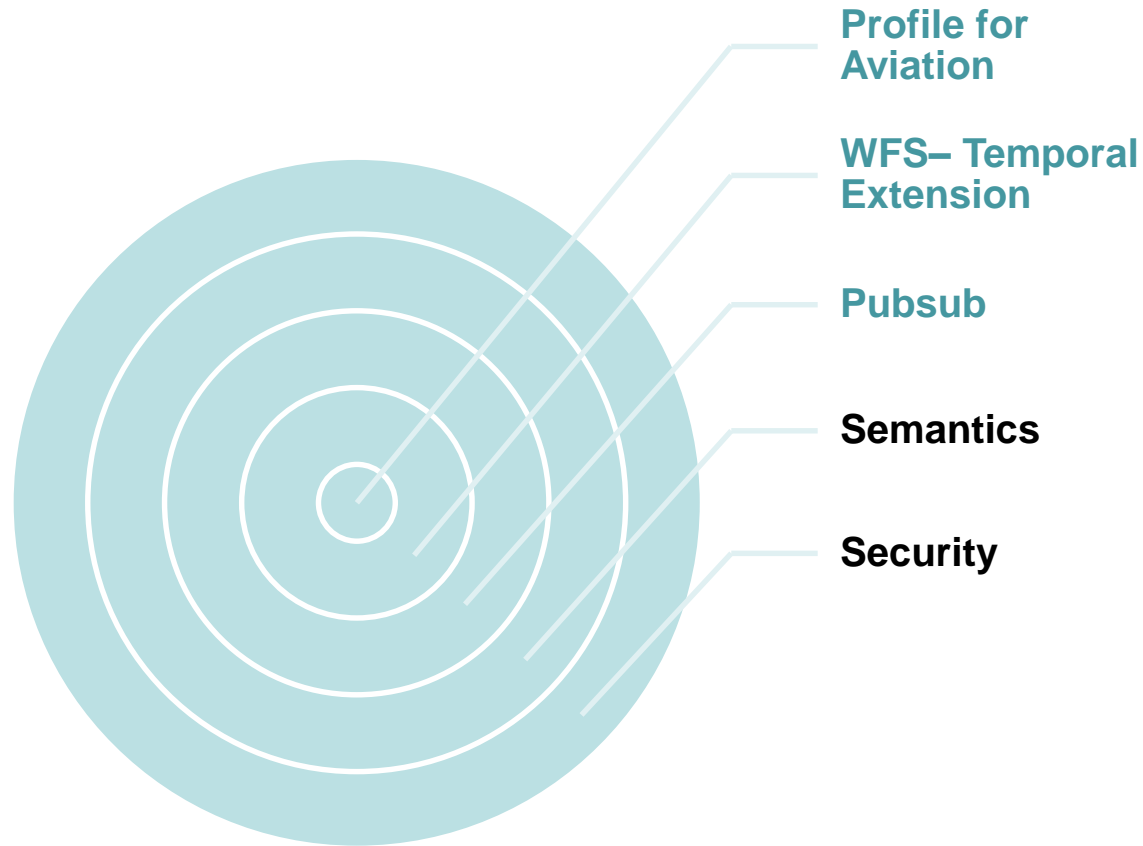 Profile for
Aviation
WFS– Temporal
Extension
Pubsub
Semantics
Security